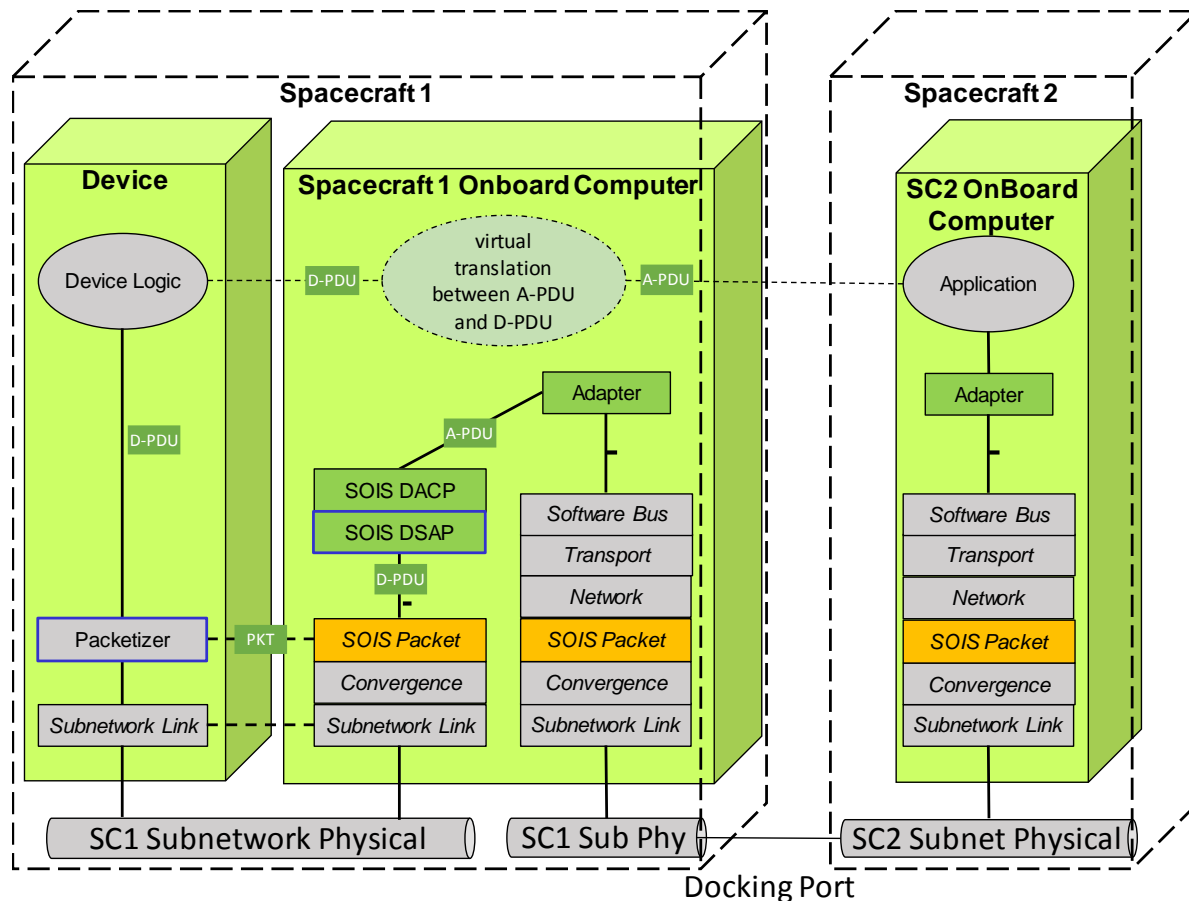 Spacecraft 1
Spacecraft 2
Device
Spacecraft 1 Onboard Computer
SC2 OnBoard
Computer
Device Logic
D-PDU
virtual
translation
between A-PDU
and D-PDU
A-PDU
Application
Adapter
Adapter
A-PDU
D-PDU
SOIS DACP
SOIS DSAP
D-PDU
Software Bus
Transport
Network
Software Bus
Transport
Network
Packetizer
PKT
SOIS Packet
SOIS Packet
SOIS Packet
Convergence
Convergence
Convergence
Subnetwork Link
Subnetwork Link
Subnetwork Link
Subnetwork Link
SC1 Subnetwork Physical
SC1 Sub Phy
SC2 Subnet Physical
Docking Port